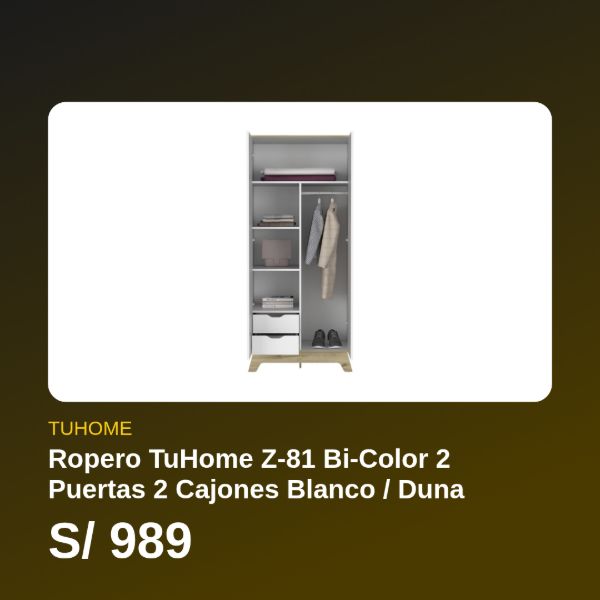 TUHOME
Ropero TuHome Z-81 Bi-Color 2
Puertas 2 Cajones Blanco / Duna
S/ 989